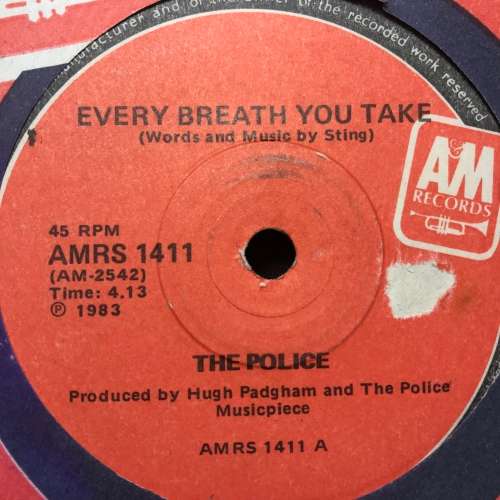 manufacturer and of the owner of the recorded work reserved
EVERY BREATH YOU TAKE
(Words and Music by Sting)
A&M
RECORDS
45 RPM
AMRS 1411
(AM-2542)
Time: 4.13
℗ 1983
THE POLICE
Produced by Hugh Padgham and The Police
Musicpiece
AMRS 1411 A